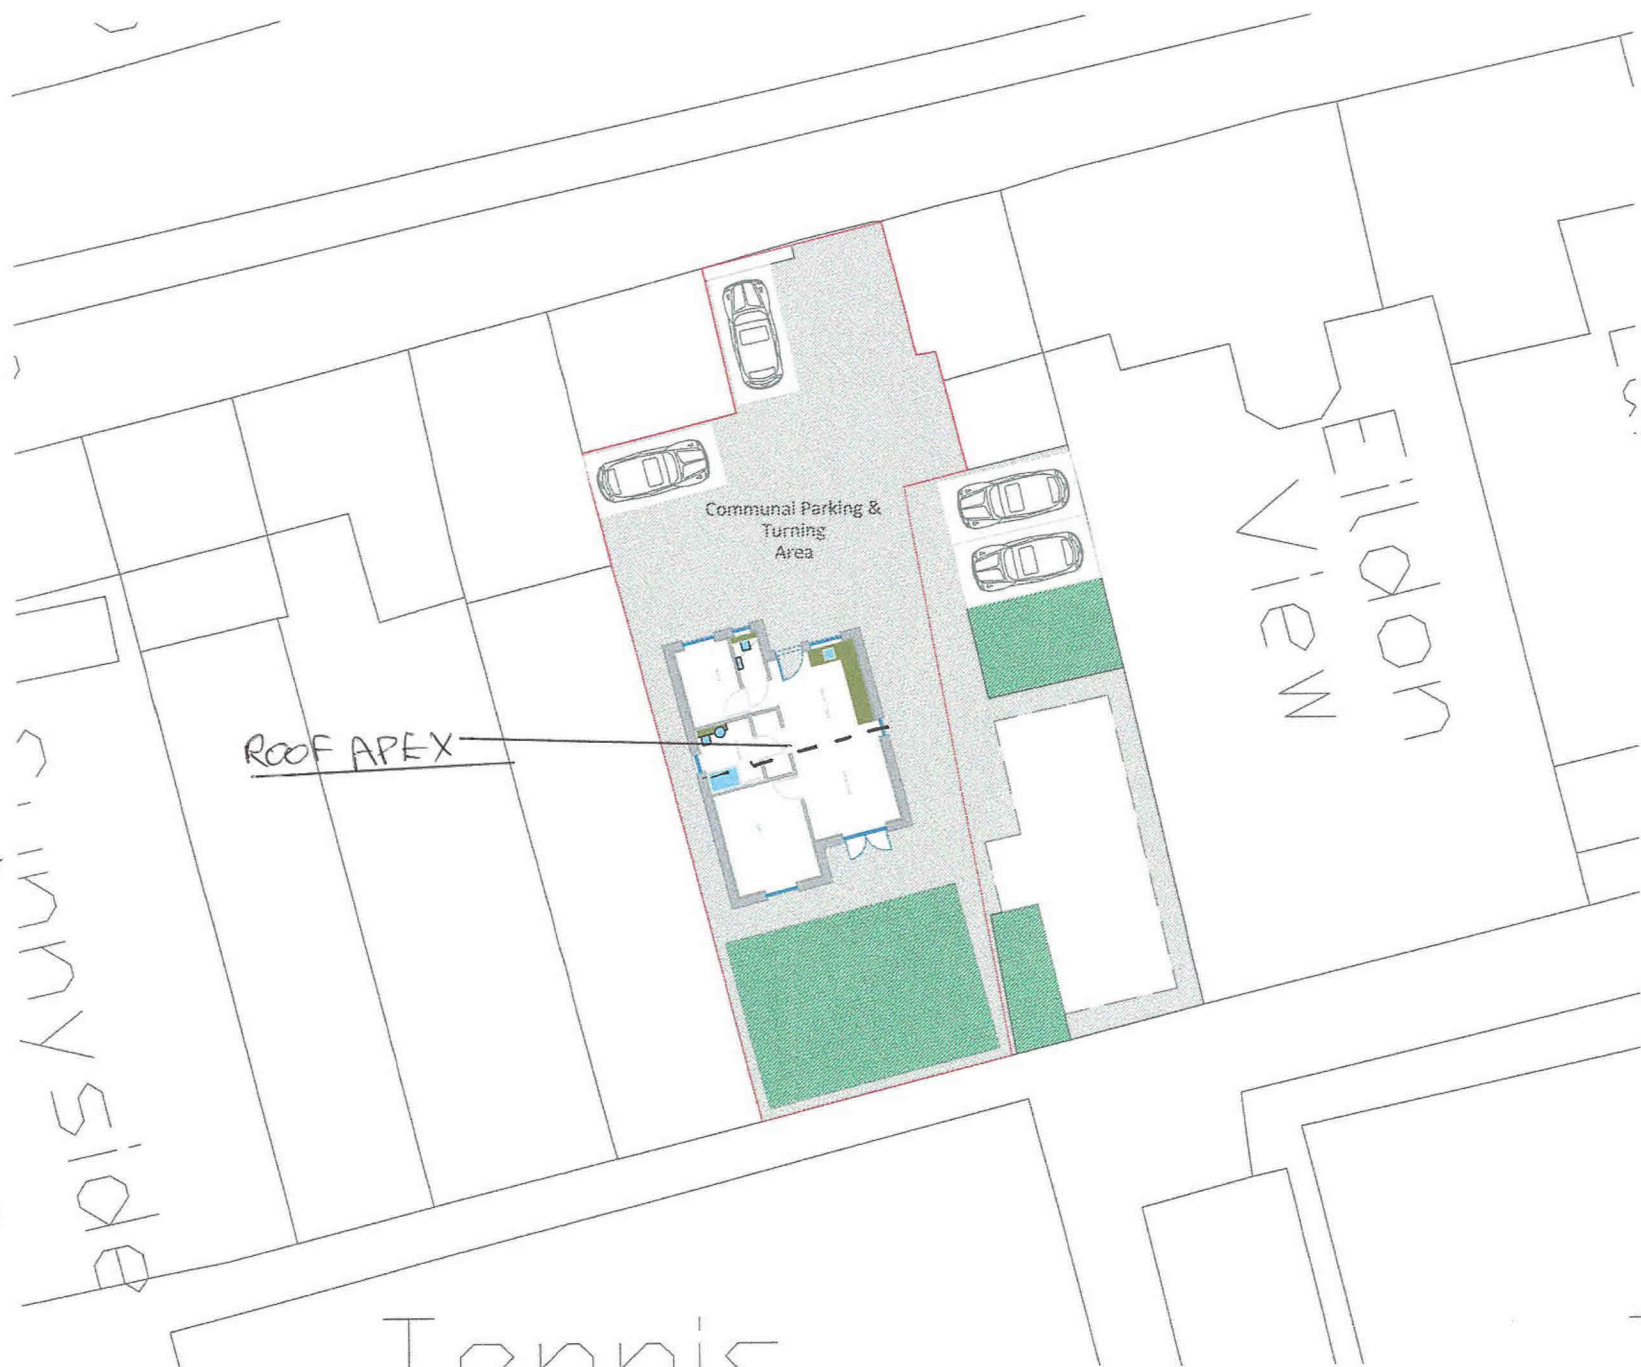 Communal Parking &
Turning
Area
Eildon
View
ROOF APEX
Sunnyside
Tennis